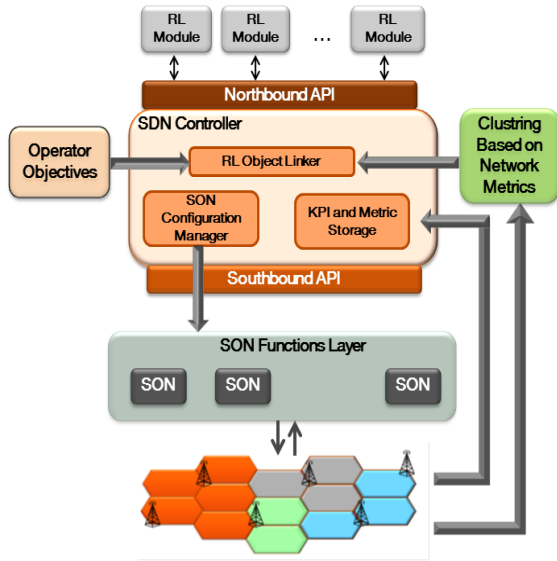 RL
Module
RL
Module
...
RL
Module
Northbound API
SDN Controller
Operator
Objectives
RL Object Linker
Clustring
Based on
Network
Metrics
SON
Configuration
Manager
KPI and Metric
Storage
Southbound API
SON Functions Layer
SON
SON
SON